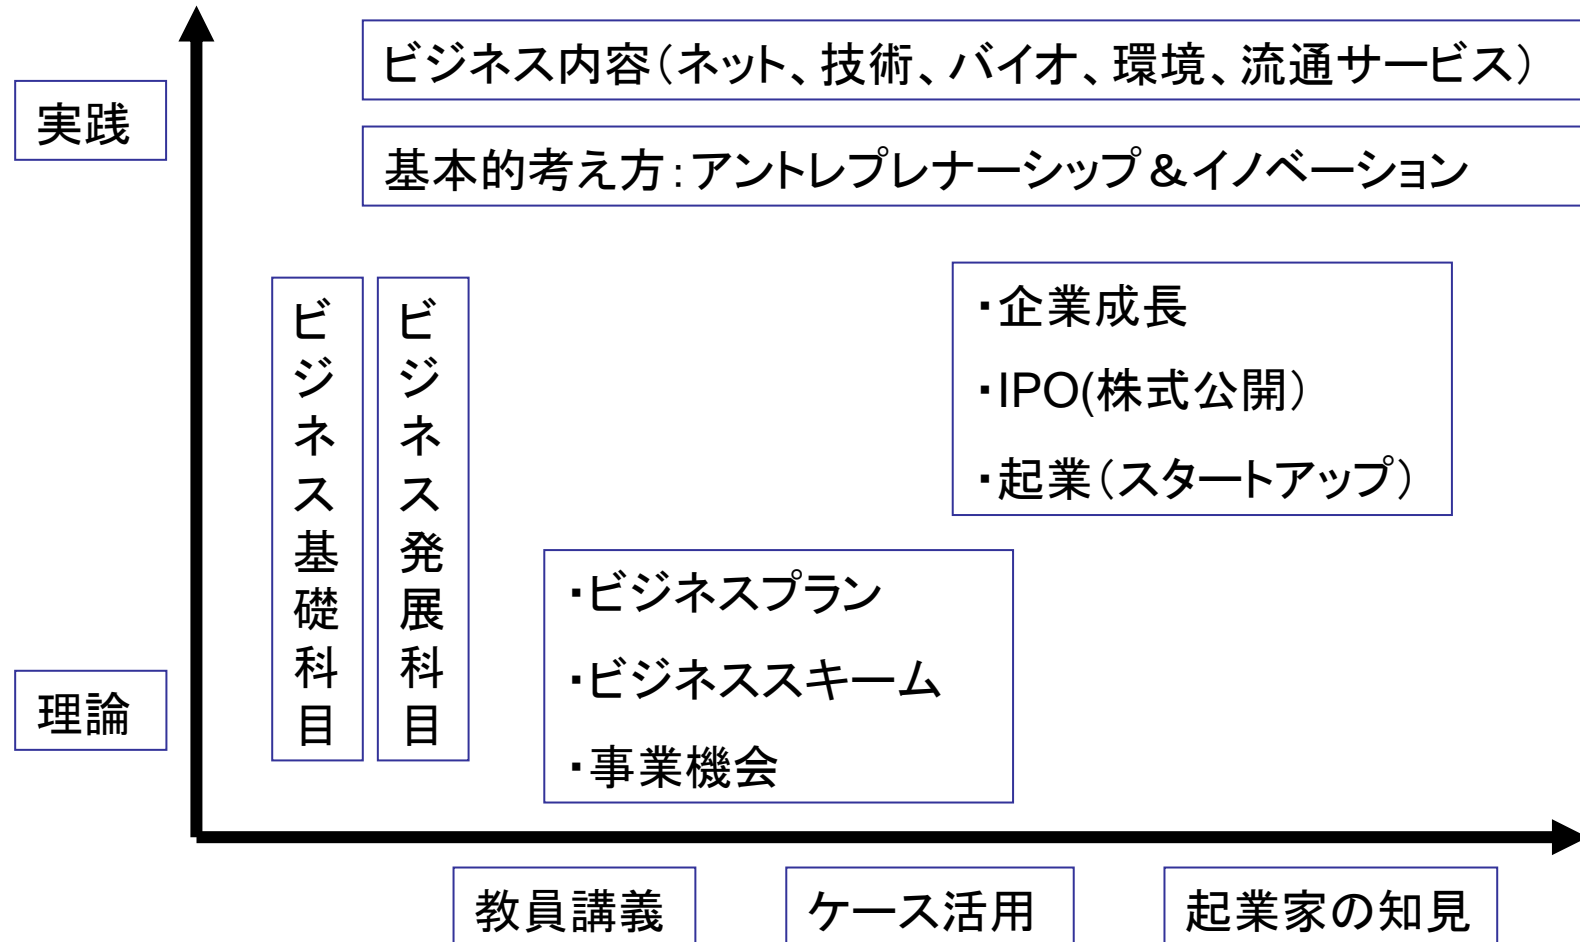 ビジネス内容(ネット、技術、バイオ、環境、流通サービス)
実践
基本的考え方:アントレプレナーシップ&イノベーション
ビジネス基礎科目
ビジネス発展科目
・企業成長
・IPO(株式公開)
・起業(スタートアップ)
・ビジネスプラン
・ビジネススキーム
・事業機会
理論
教員講義
ケース活用
起業家の知見